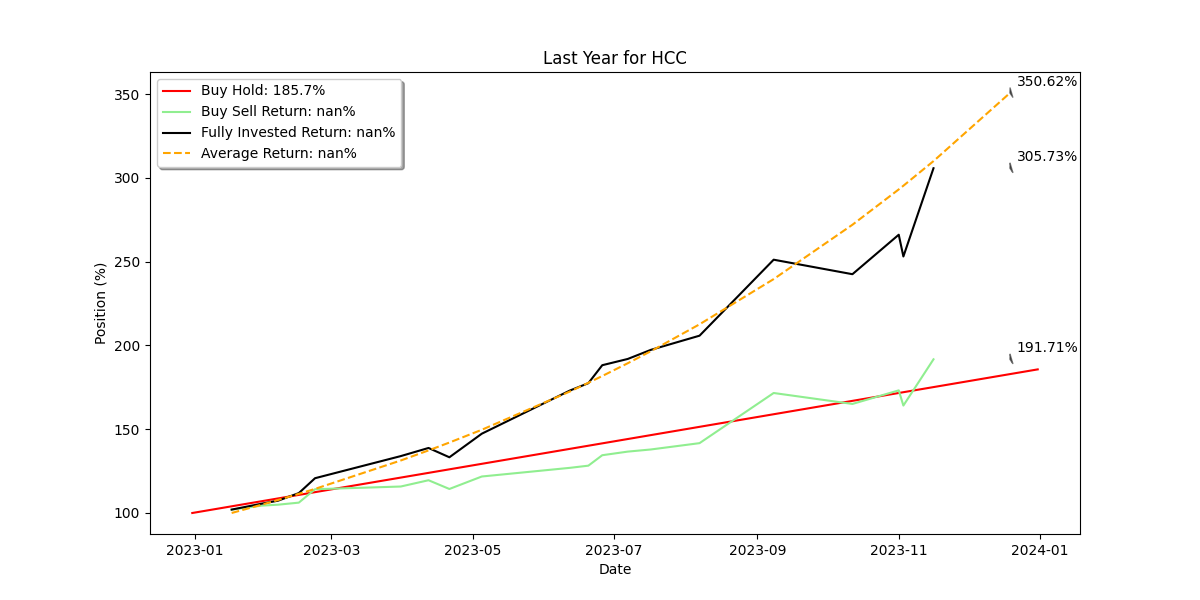 Last Year for HCC
Buy Hold: 185.7%
Buy Sell Return: nan%
Fully Invested Return: nan%
Average Return: nan%
350.62%
305.73%
191.71%
350
300
250
200
150
100
Position (%)
2023-01 2023-03 2023-05 2023-07 2023-09 2023-11 2024-01
Date